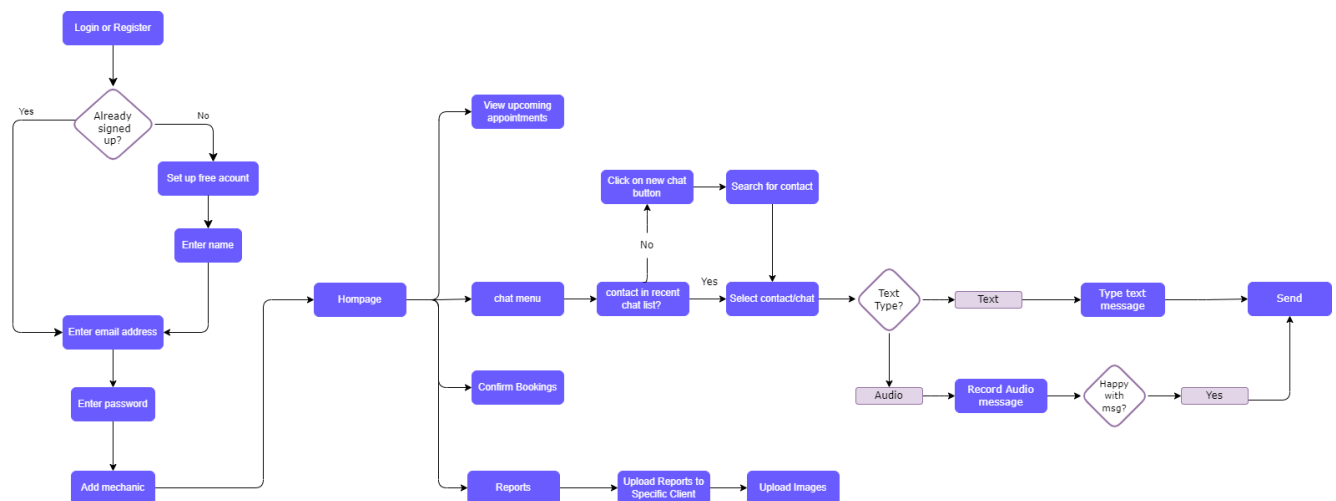 Login or Register
Already
signed
up?
Yes
No
Set up free acount
Enter name
Enter email address
Enter password
Add mechanic
Hompage
View upcoming
appointments
chat menu
contact in recent
chat list?
No
Click on new chat
button
Search for contact
Yes
Select contact/chat
Text
Type?
Text
Type text
message
Send
Audio
Record Audio
message
Happy
with
msg?
Yes
Confirm Bookings
Reports
Upload Reports to
Specific Client
Upload Images